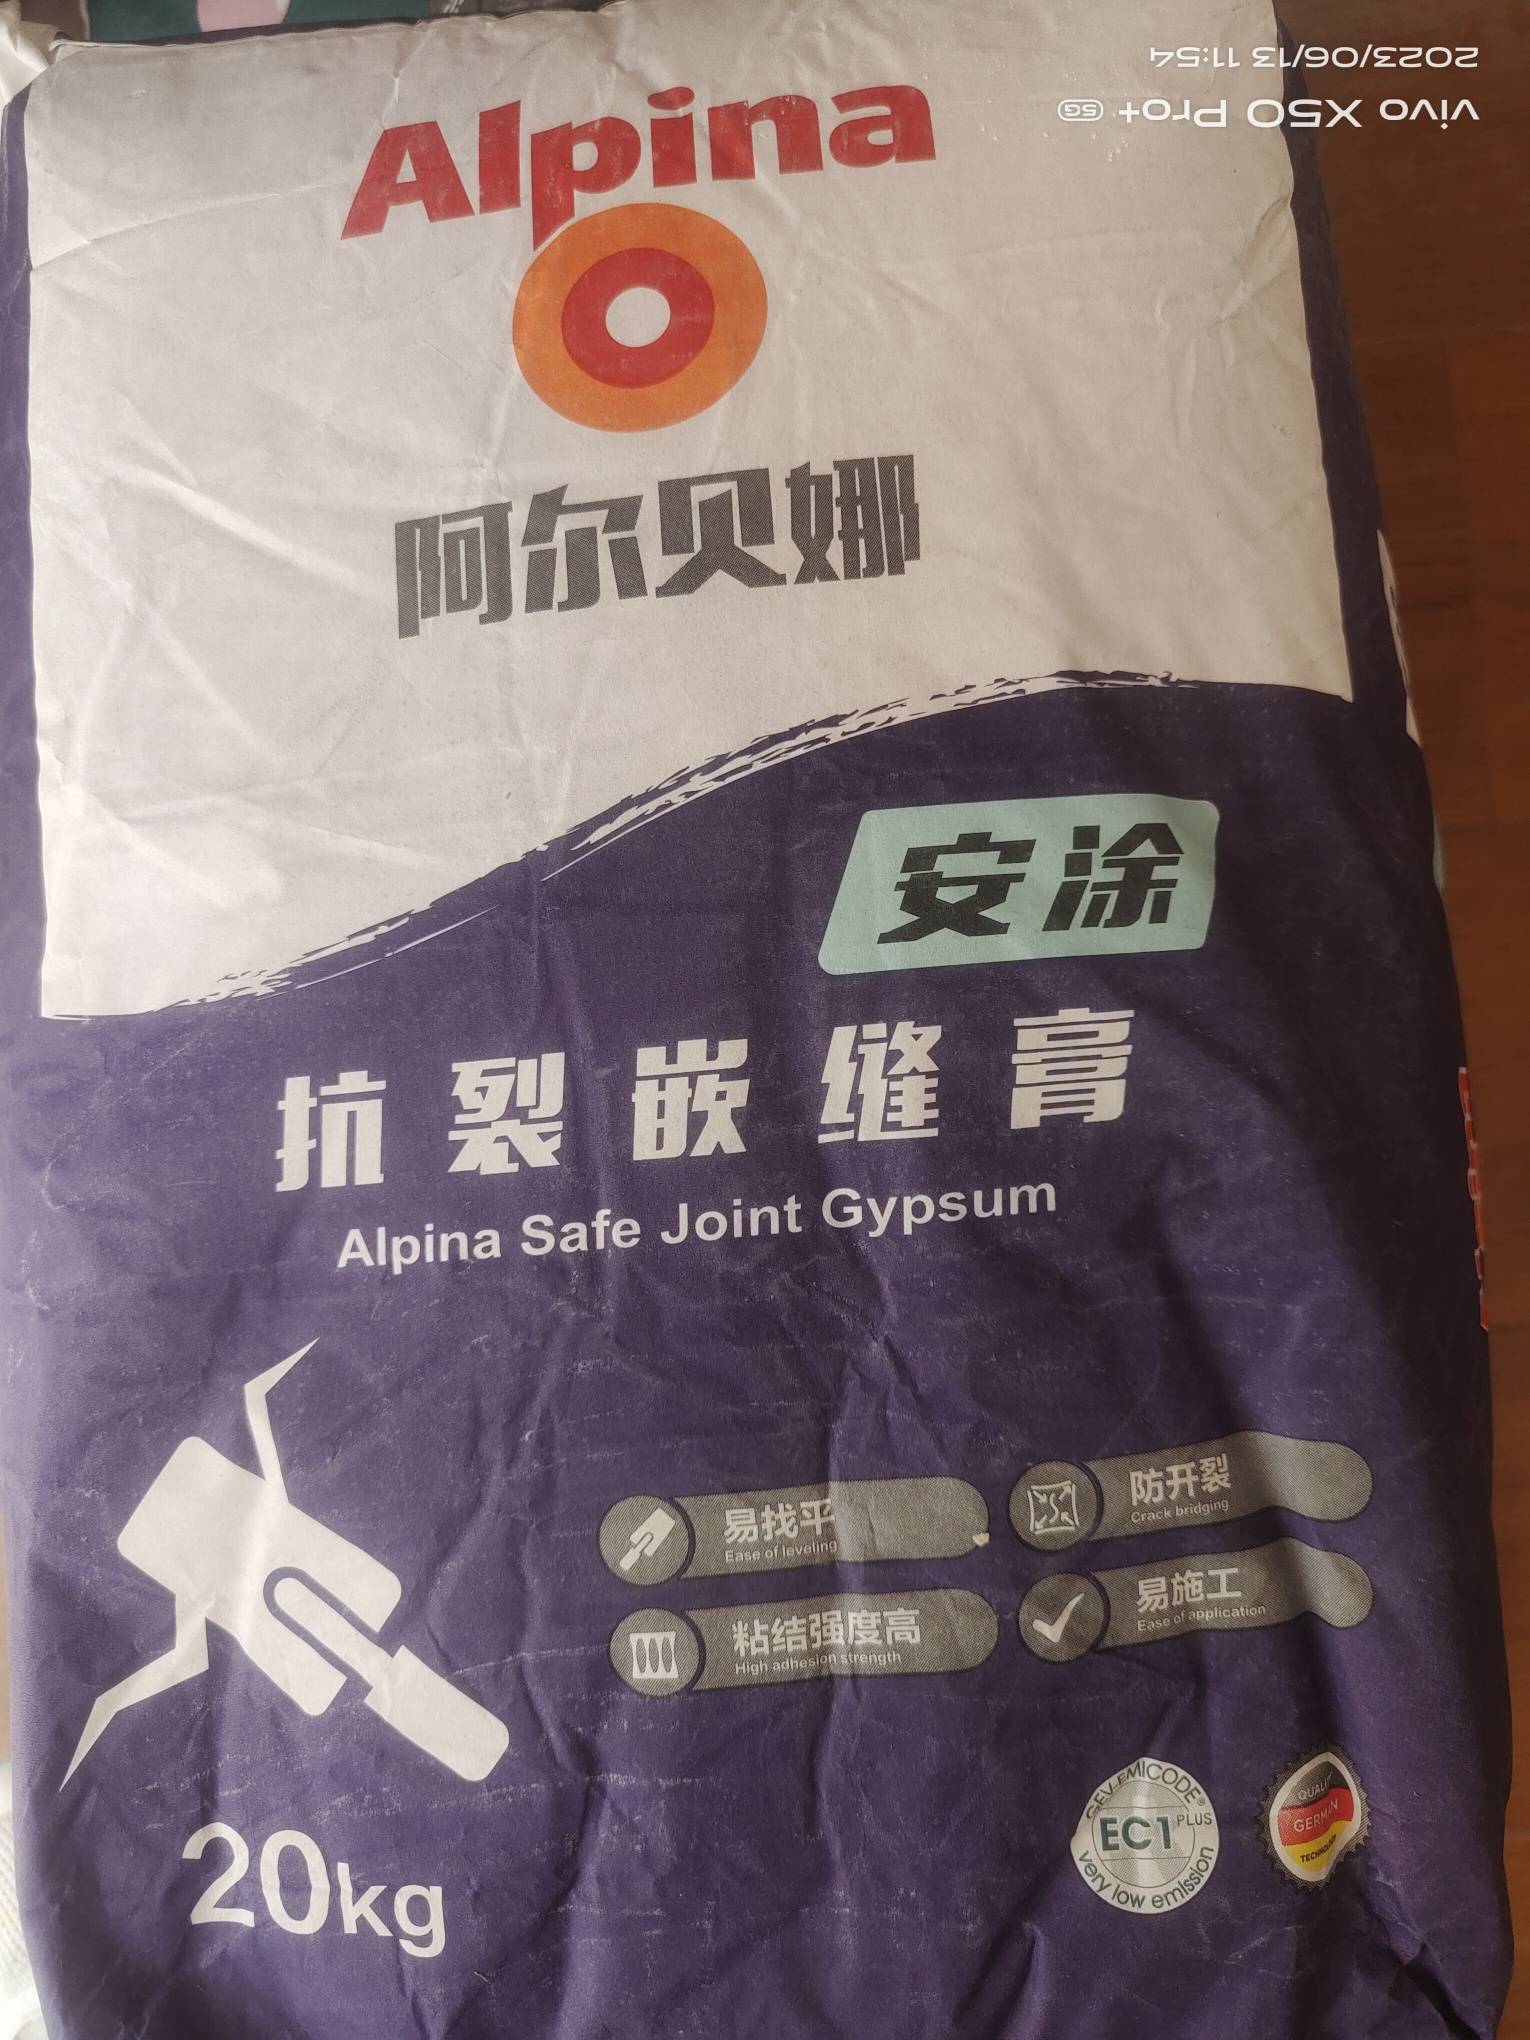 2023/06/13 11:54
vivo X50 Pro+ 5G
Alpina
阿尔贝娜
安涂
抗裂嵌缝膏
Alpina Safe Joint Gypsum
易找平
Ease of leveling
防开裂
Crack bridging
粘结强度高
High adhesion strength
易施工
Ease of application
20kg
GEV-EMICODE®
EC1 PLUS
very low emission
QUALITY
GERMAN
TECHNOLOGY